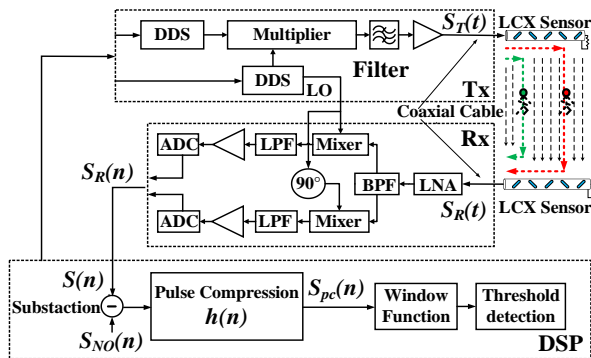 S_T(t)
LCX Sensor
DDS
Multiplier
Filter
DDS
LO
Tx
Coaxial Cable
Rx
ADC
LPF
Mixer
S_R(n)
90°
BPF
LNA
ADC
LPF
Mixer
S_R(t)
LCX Sensor
S(n)
Substaction
S_NO(n)
Pulse Compression
h(n)
S_pc(n)
Window
Function
Threshold
detection
DSP